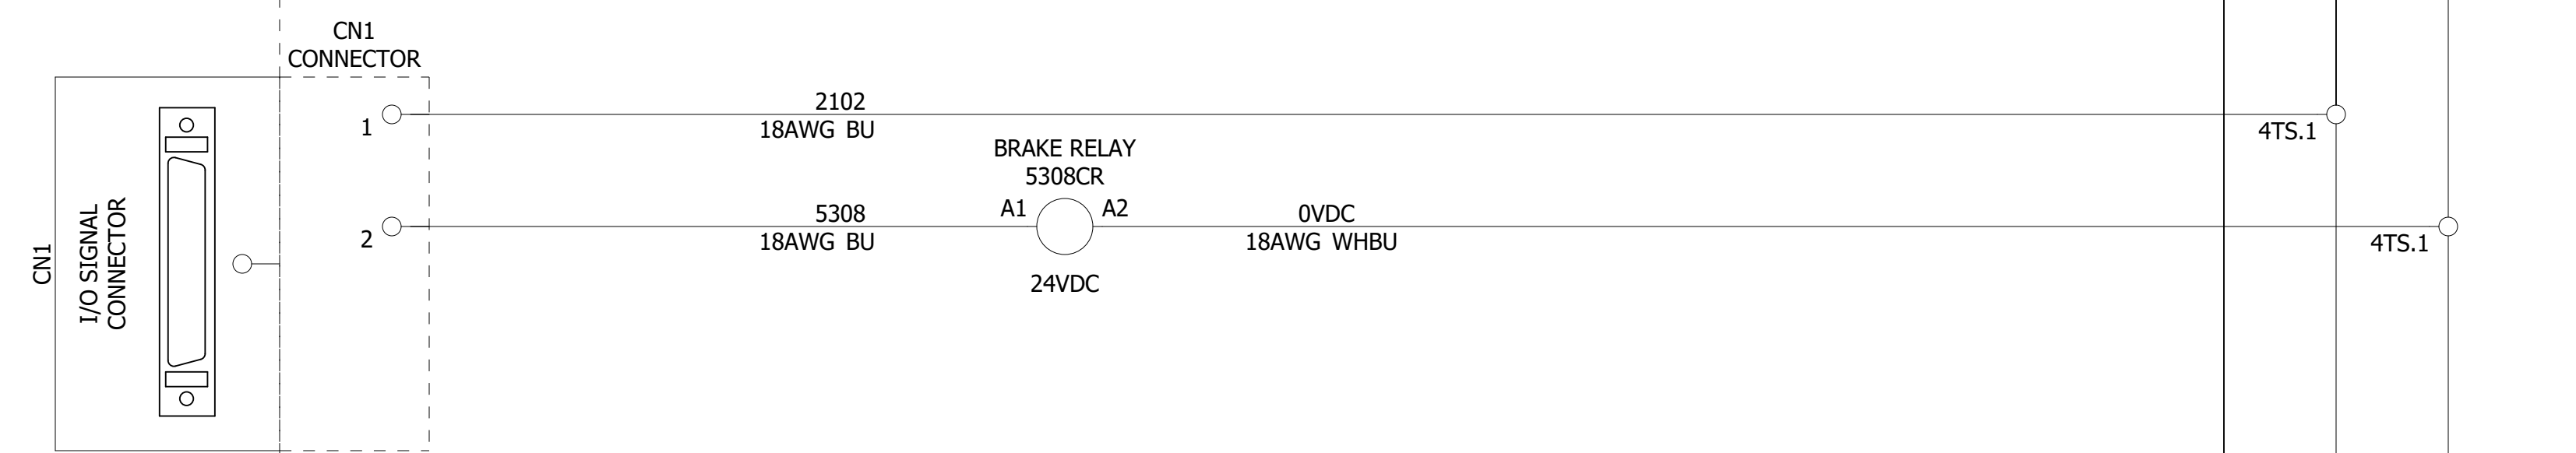 CN1
CONNECTOR
CN1
I/O SIGNAL
CONNECTOR
1
2102
18AWG BU
4TS.1
BRAKE RELAY
5308CR
2
5308
18AWG BU
A1
A2
0VDC
18AWG WHBU
4TS.1
24VDC